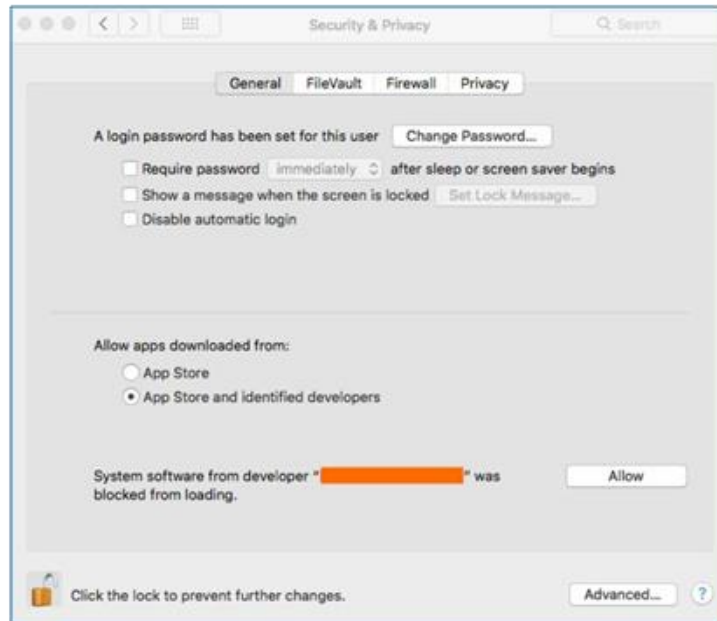 Security & Privacy
Search
General FileVault Firewall Privacy
A login password has been set for this user Change Password...
Require password immediately after sleep or screen saver begins
Show a message when the screen is locked Set Lock Message...
Disable automatic login
Allow apps downloaded from:
App Store
App Store and identified developers
System software from developer "            " was Allow
blocked from loading.
Click the lock to prevent further changes. Advanced... ?